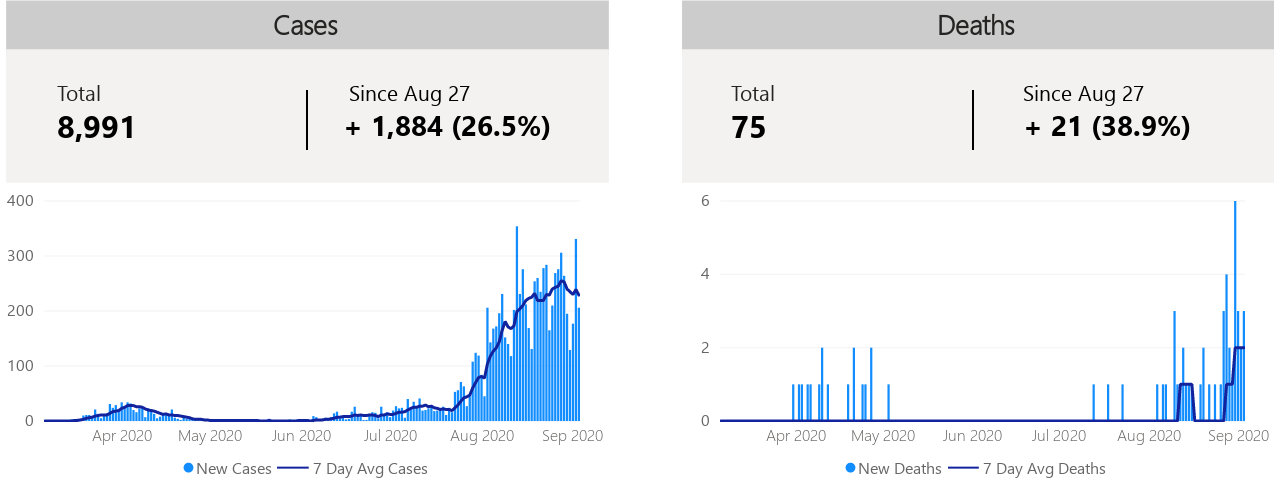 Cases
Total
8,991
Since Aug 27
+ 1,884 (26.5%)
400
300
200
100
0
Apr 2020 May 2020 Jun 2020 Jul 2020 Aug 2020 Sep 2020
New Cases 7 Day Avg Cases
Deaths
Total
75
Since Aug 27
+ 21 (38.9%)
6
4
2
0
Apr 2020 May 2020 Jun 2020 Jul 2020 Aug 2020 Sep 2020
New Deaths 7 Day Avg Deaths